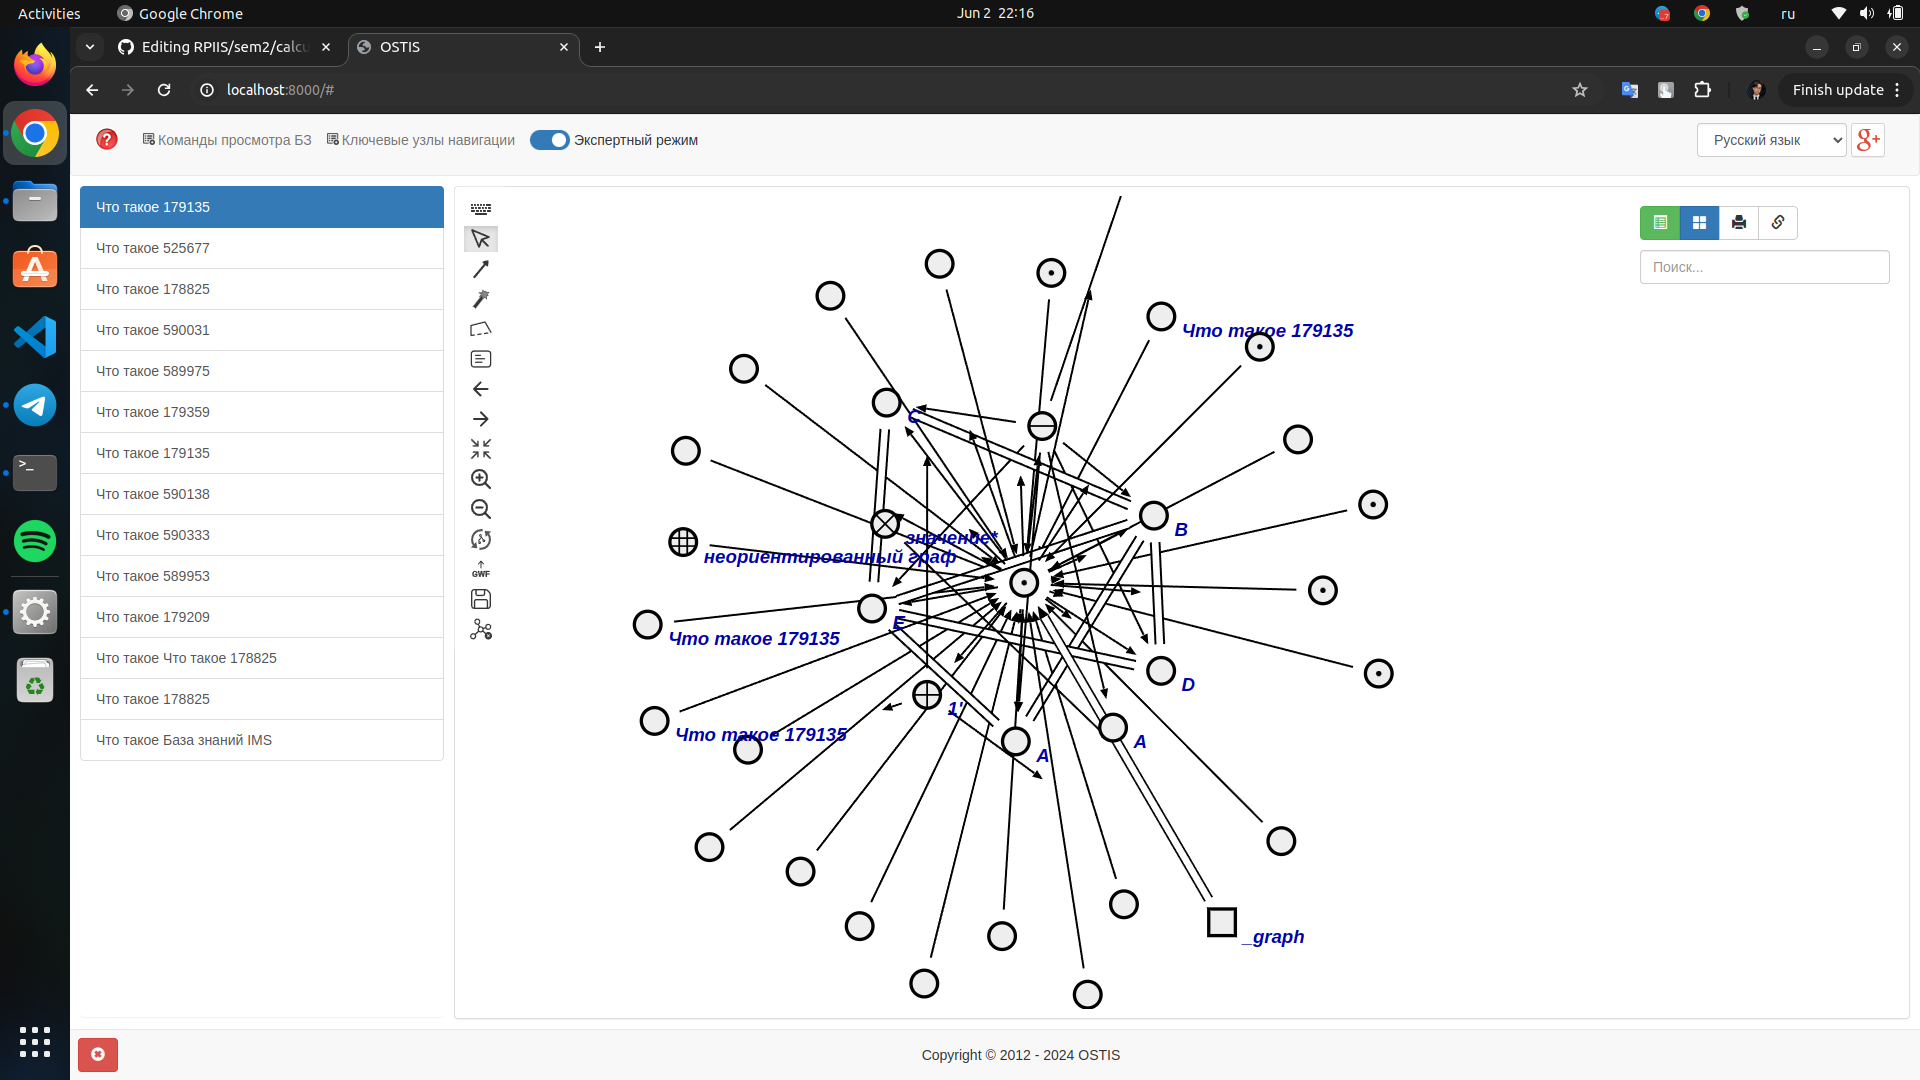 Activities
Google Chrome
Jun 2 22:16
ru
Editing RPIIS/sem2/calcu
OSTIS
localhost:8000/#
Finish update
Команды просмотра БЗ
Ключевые узлы навигации
Экспертный режим
Русский язык
g+
Что такое 179135
Что такое 525677
Что такое 178825
Что такое 590031
Что такое 589975
Что такое 179359
Что такое 179135
Что такое 590138
Что такое 590333
Что такое 589953
Что такое 179209
Что такое Что такое 178825
Что такое 178825
Что такое База знаний IMS
GWF
Поиск...
Что такое 179135
C
B
значение*
неориентированный граф
E
Что такое 179135
D
1'
Что такое 179135
A
A
_graph
Copyright © 2012 - 2024 OSTIS